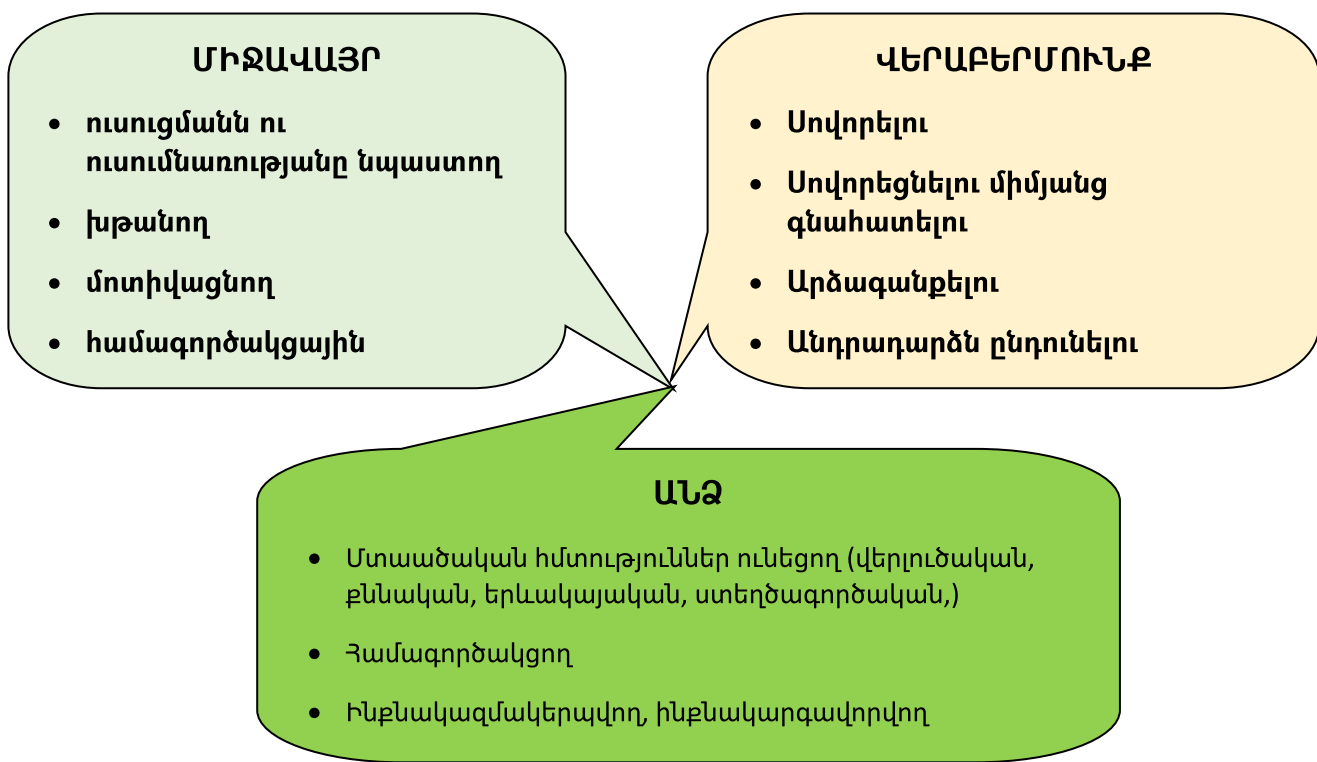 ՄԻՋԱՎԱՅՐ
• ուսուցմանն ու
ուսումնառությանը նպաստող
• խթանող
• մոտիվացնող
• համագործակցային
ՎԵՐԱԲԵՐՄՈՒՆՔ
• Սովորելու
• Սովորեցնելու միմյանց
գնահատելու
• Արձագանքելու
• Անդրադարձն ընդունելու
ԱՆՁ
• Մտաածական հմտություններ ունեցող (վերլուծական,
քննական, երևակայական, ստեղծագործական,)
• Համագործակցող
• Ինքնակազմակերպվող, ինքնակարգավորվող